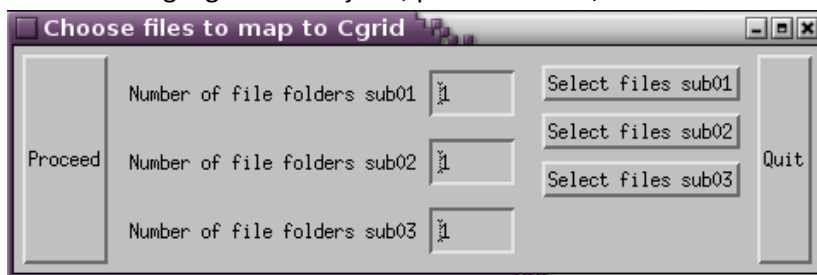 Choose files to map to Cgrid
Number of file folders sub01 1
Select files sub01
Select files sub02
Proceed
Number of file folders sub02 1
Quit
Select files sub03
Number of file folders sub03 1